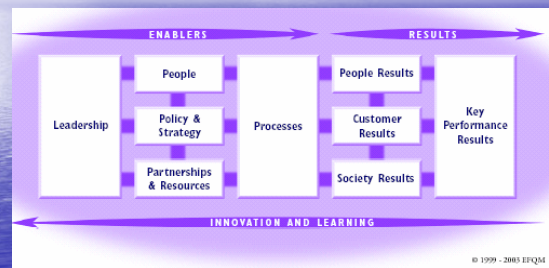 ENABLERS
RESULTS
Leadership
People
Policy &
Strategy
Partnerships
& Resources
Processes
People Results
Customer
Results
Society Results
Key
Performance
Results
INNOVATION AND LEARNING
© 1999 - 2003 EFQM